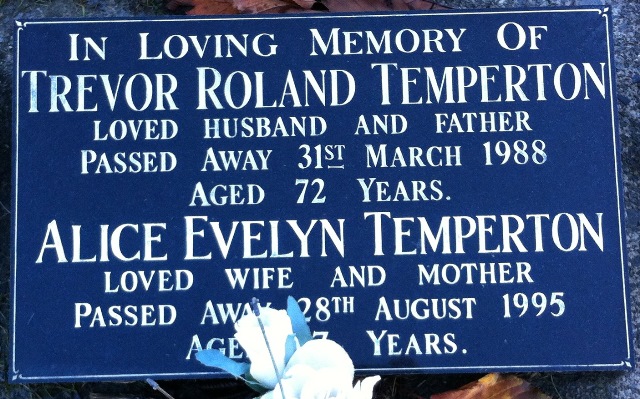 In Loving Memory Of
Trevor Roland Temperton
Loved Husband And Father
Passed Away 31st March 1988
Aged 72 Years.
Alice Evelyn Temperton
Loved Wife And Mother
Passed Away 28th August 1995
Years.